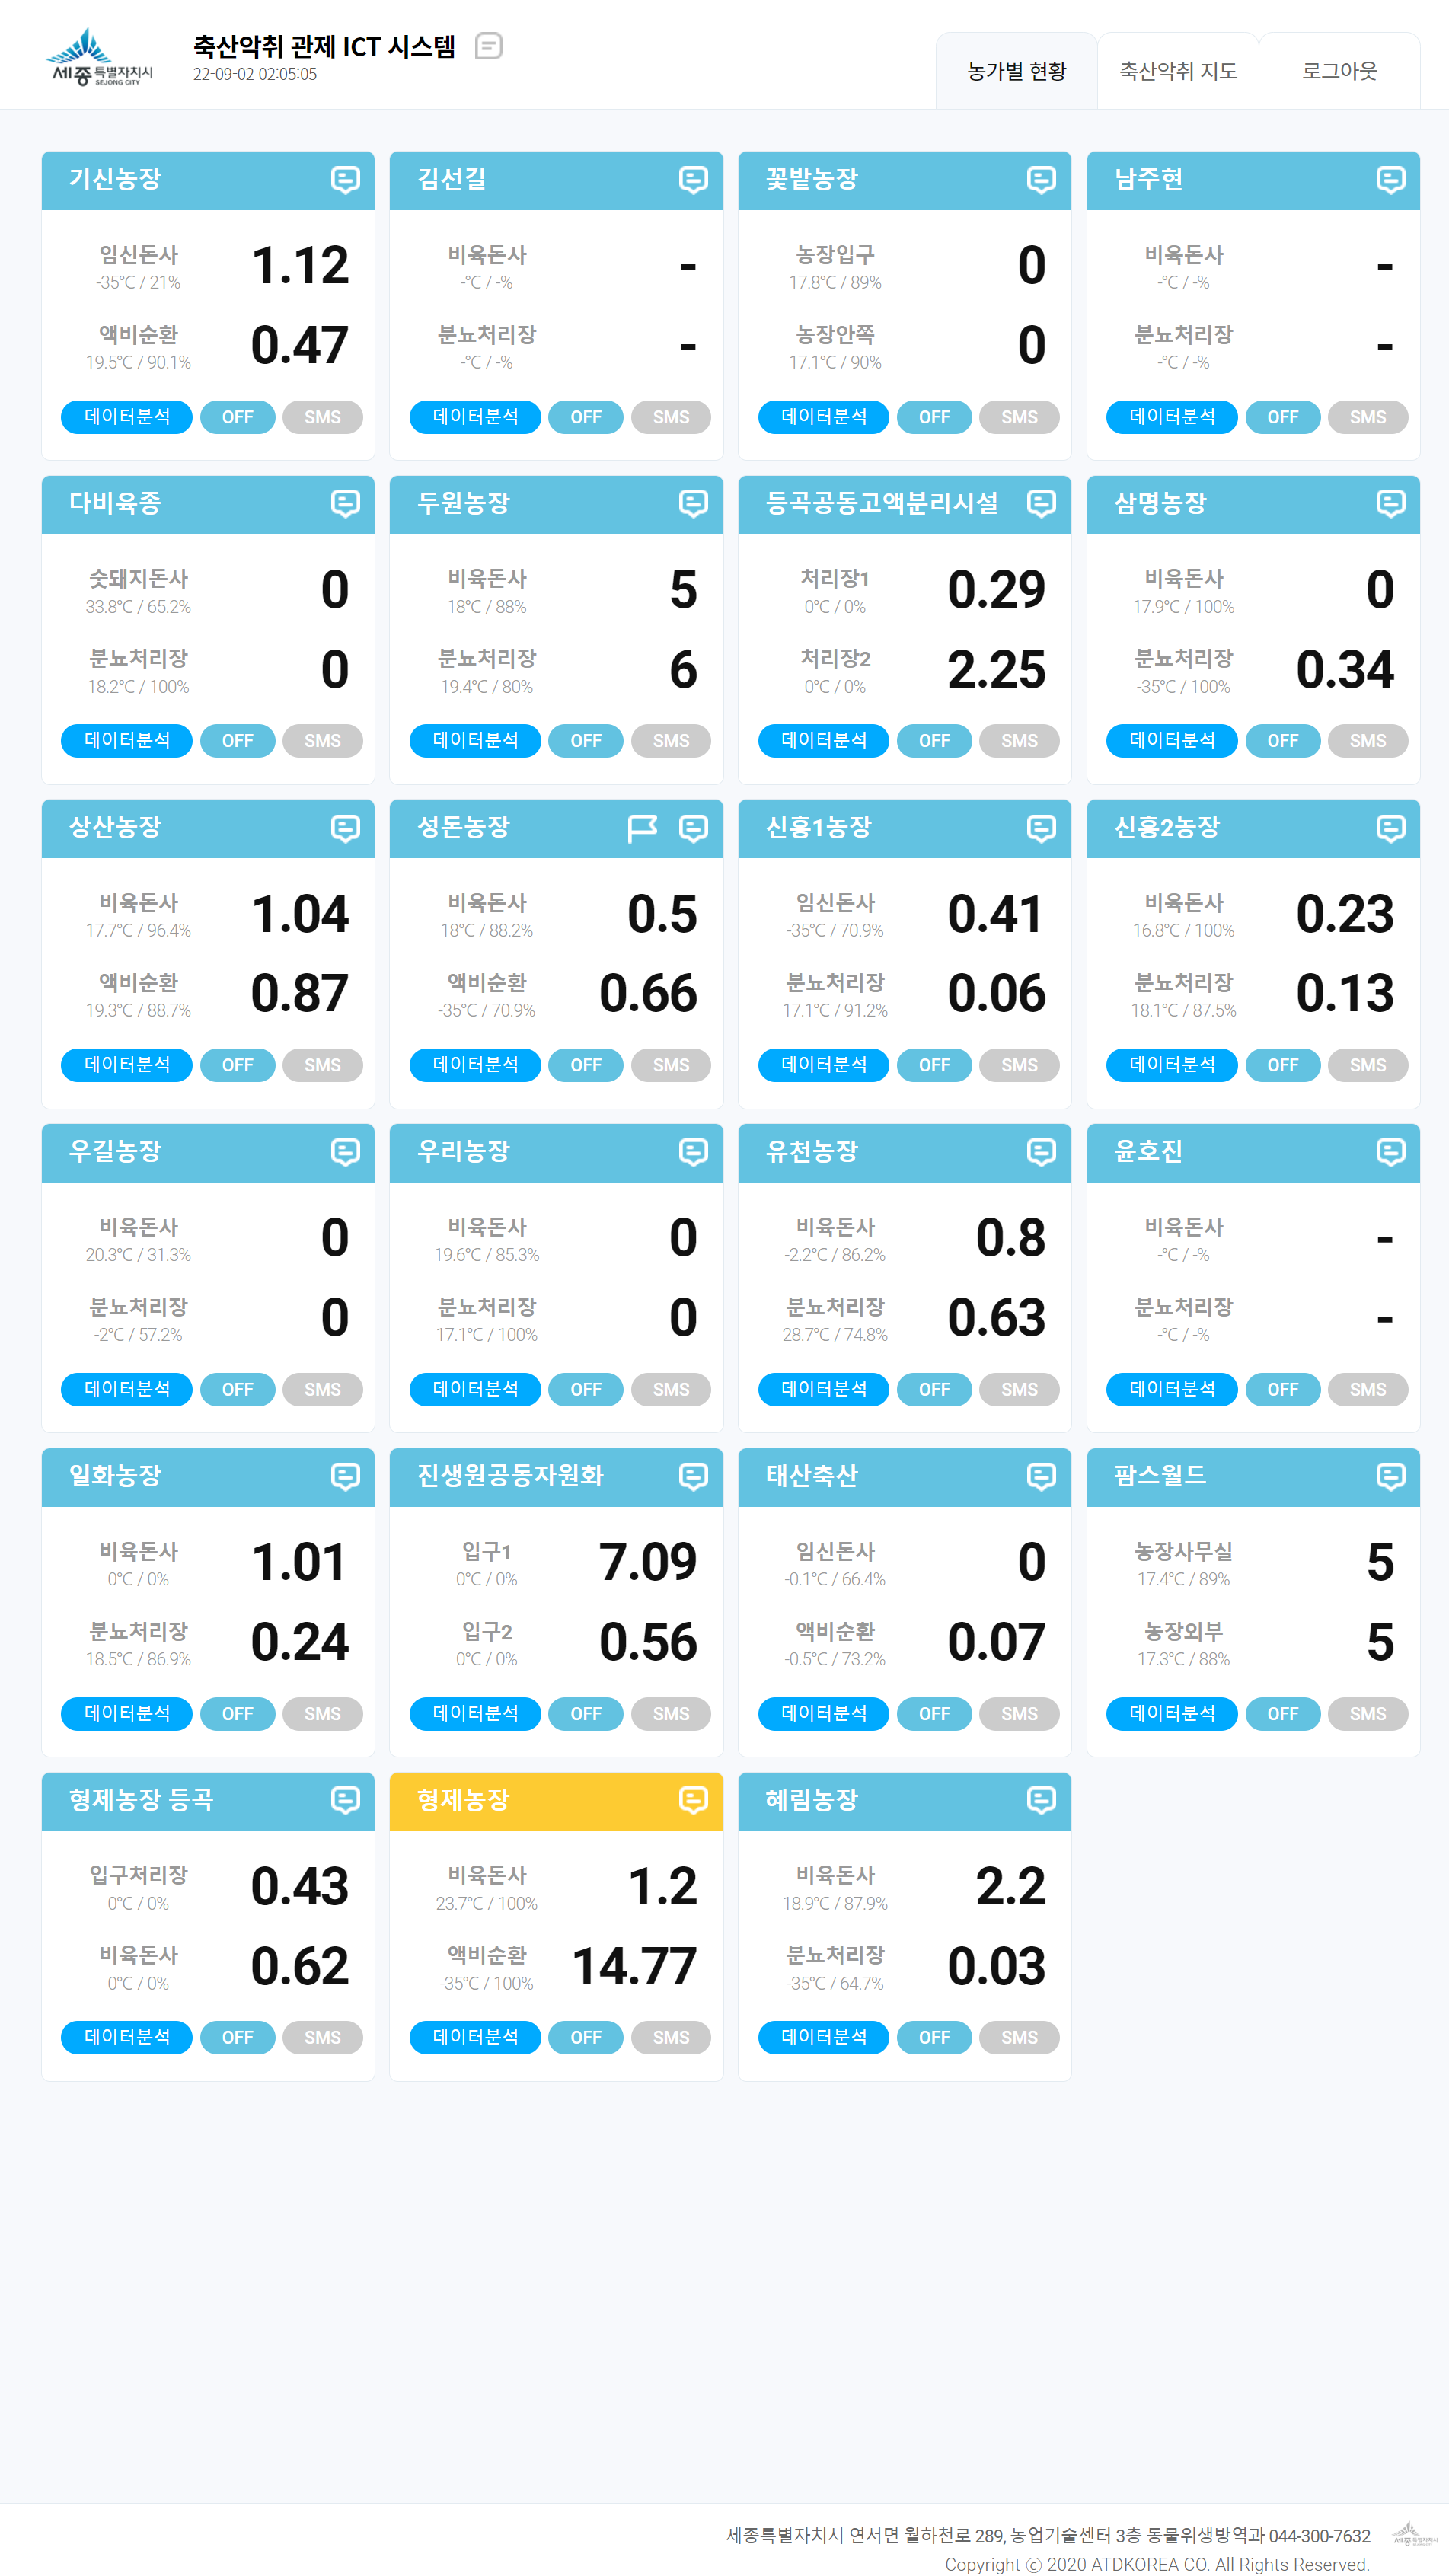 세종특별자치시
SEJONG CITY
축산악취 관제 ICT 시스템
22-09-02 02:05:05
농가별 현황
축산악취 지도
로그아웃
기신농장
임신돈사
1.12
-35℃ / 21%
액비순환
0.47
19.5℃ / 90.1%
데이터분석 OFF SMS
김선길
비육돈사
-
-℃ / -%
분뇨처리장
-
-℃ / -%
데이터분석 OFF SMS
꽃밭농장
농장입구
0
17.8℃ / 89%
농장안쪽
0
17.1℃ / 90%
데이터분석 OFF SMS
남주현
비육돈사
-
-℃ / -%
분뇨처리장
-
-℃ / -%
데이터분석 OFF SMS
다비육종
숫돼지돈사
0
33.8℃ / 65.2%
분뇨처리장
0
18.2℃ / 100%
데이터분석 OFF SMS
두원농장
비육돈사
5
18℃ / 88%
분뇨처리장
6
19.4℃ / 80%
데이터분석 OFF SMS
등곡공동고액분리시설
처리장1
0.29
0℃ / 0%
처리장2
2.25
0℃ / 0%
데이터분석 OFF SMS
삼명농장
비육돈사
0
17.9℃ / 100%
분뇨처리장
0.34
-35℃ / 100%
데이터분석 OFF SMS
상산농장
비육돈사
1.04
17.7℃ / 96.4%
액비순환
0.87
19.3℃ / 88.7%
데이터분석 OFF SMS
성돈농장
비육돈사
0.5
18℃ / 88.2%
액비순환
0.66
-35℃ / 70.9%
데이터분석 OFF SMS
신흥1농장
임신돈사
0.41
-35℃ / 70.9%
분뇨처리장
0.06
17.1℃ / 91.2%
데이터분석 OFF SMS
신흥2농장
비육돈사
0.23
16.8℃ / 100%
분뇨처리장
0.13
18.1℃ / 87.5%
데이터분석 OFF SMS
우길농장
비육돈사
0
20.3℃ / 31.3%
분뇨처리장
0
-2℃ / 57.2%
데이터분석 OFF SMS
우리농장
비육돈사
0
19.6℃ / 85.3%
분뇨처리장
0
17.1℃ / 100%
데이터분석 OFF SMS
유천농장
비육돈사
0.8
-2.2℃ / 86.2%
분뇨처리장
0.63
28.7℃ / 74.8%
데이터분석 OFF SMS
윤호진
비육돈사
-
-℃ / -%
분뇨처리장
-
-℃ / -%
데이터분석 OFF SMS
일화농장
비육돈사
1.01
0℃ / 0%
분뇨처리장
0.24
18.5℃ / 86.9%
데이터분석 OFF SMS
진생원공동자원화
입구1
7.09
0℃ / 0%
입구2
0.56
0℃ / 0%
데이터분석 OFF SMS
태산축산
임신돈사
0
-0.1℃ / 66.4%
액비순환
0.07
-0.5℃ / 73.2%
데이터분석 OFF SMS
팜스월드
농장사무실
5
17.4℃ / 89%
농장외부
5
17.3℃ / 88%
데이터분석 OFF SMS
형제농장 등곡
입구처리장
0.43
0℃ / 0%
비육돈사
0.62
0℃ / 0%
데이터분석 OFF SMS
형제농장
비육돈사
1.2
23.7℃ / 100%
액비순환
14.77
-35℃ / 100%
데이터분석 OFF SMS
혜림농장
비육돈사
2.2
18.9℃ / 87.9%
분뇨처리장
0.03
-35℃ / 64.7%
데이터분석 OFF SMS
세종특별자치시 연서면 월하천로 289, 농업기술센터 3층 동물위생방역과 044-300-7632
Copyright ⓒ 2020 ATDKOREA CO. All Rights Reserved.
세종특별자치시